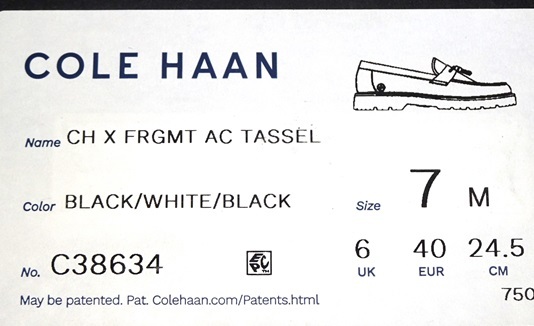 COLE HAAN
Name CH X FRGMT AC TASSEL
Color BLACK/WHITE/BLACK
Size 7 M
6 40 24.5
UK EUR CM
No. C38634
May be patented. Pat. Colehaan.com/Patents.html
750